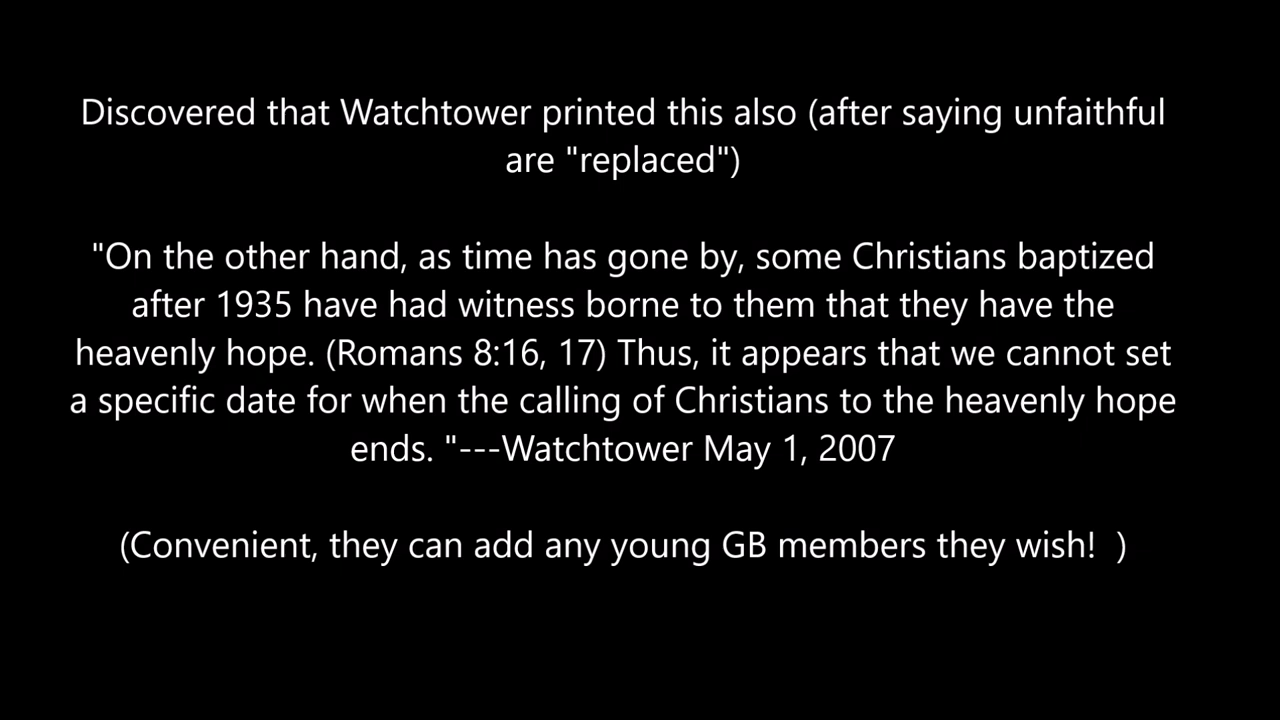 Discovered that Watchtower printed this also (after saying unfaithful
are "replaced")
"On the other hand, as time has gone by, some Christians baptized
after 1935 have had witness borne to them that they have the
heavenly hope. (Romans 8:16, 17) Thus, it appears that we cannot set
a specific date for when the calling of Christians to the heavenly hope
ends. "---Watchtower May 1, 2007
(Convenient, they can add any young GB members they wish!  )